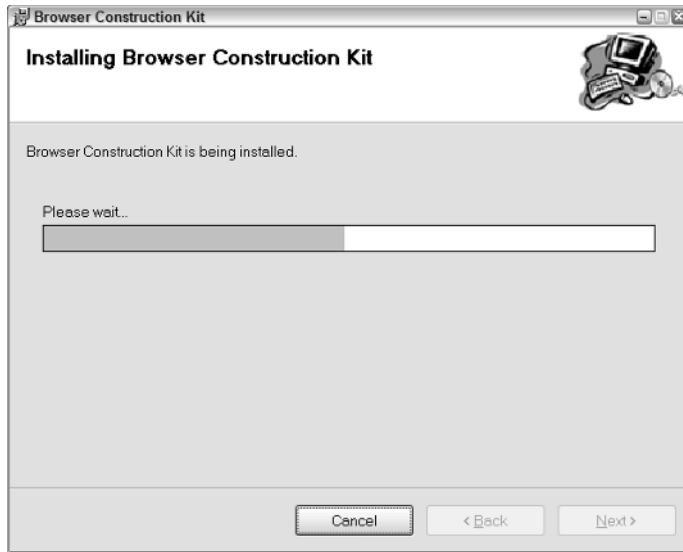 Browser Construction Kit
Installing Browser Construction Kit
Browser Construction Kit is being installed.
Please wait...
Cancel
< Back
Next >